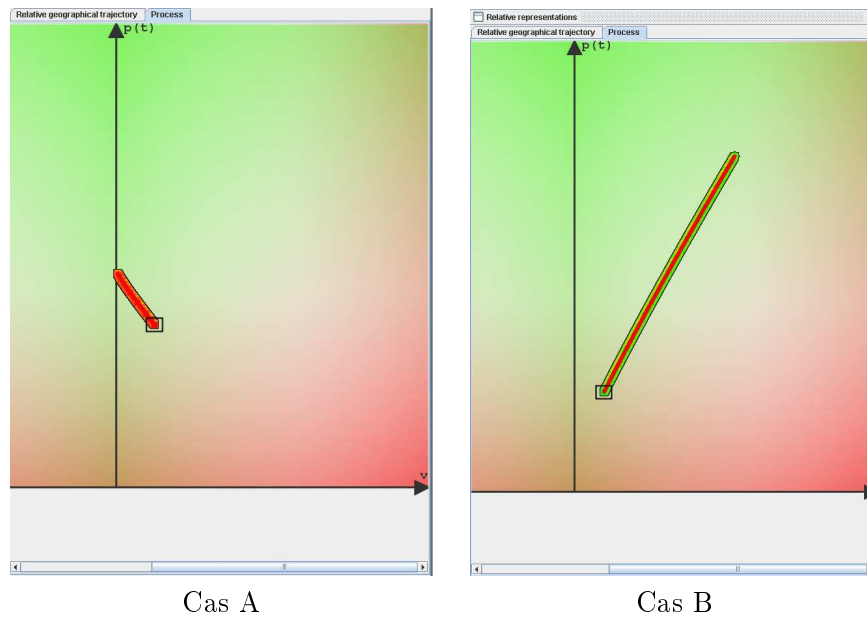 Relative geographical trajectory Process
p(t)
v
Relative representations
Relative geographical trajectory Process
p(t)
Cas A
Cas B